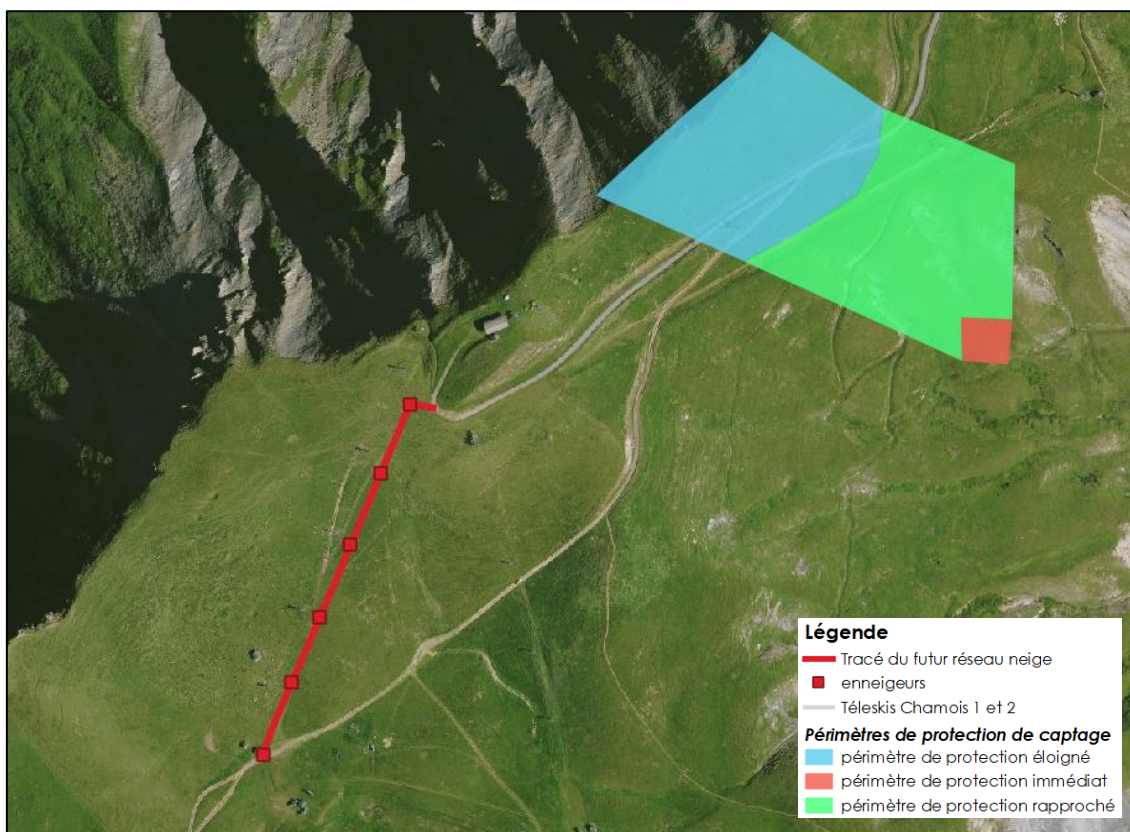 Légende
Tracé du futur réseau neige
enneigeurs
Téleskis Chamois 1 et 2
Périmètres de protection de captage
périmètre de protection éloigné
périmètre de protection immédiat
périmètre de protection rapproché